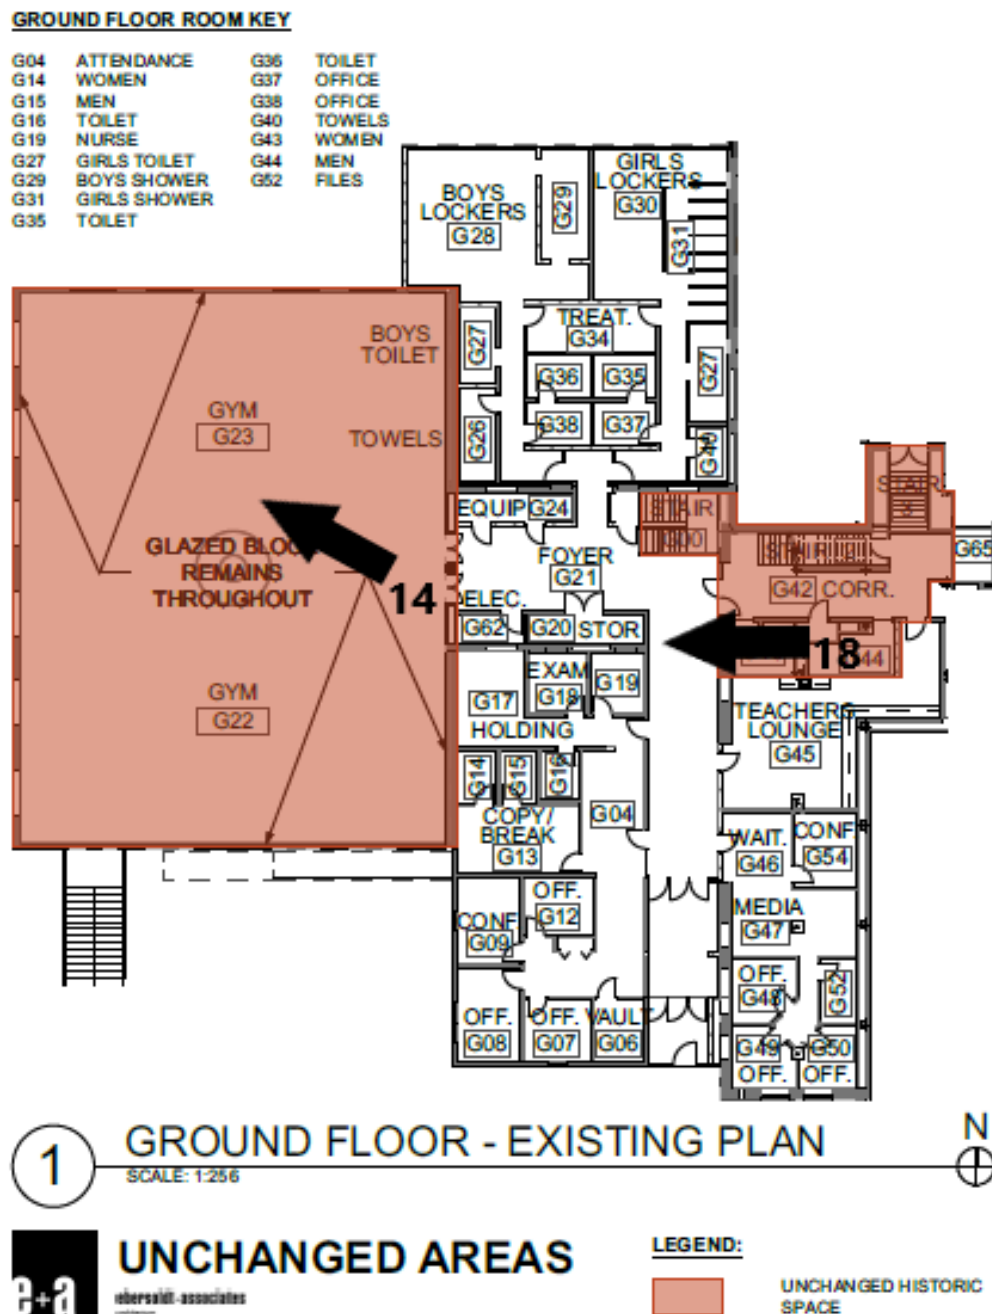 GROUND FLOOR ROOM KEY
G04 ATTENDANCE
G14 WOMEN
G15 MEN
G16 TOILET
G19 NURSE
G27 GIRLS TOILET
G29 BOYS SHOWER
G31 GIRLS SHOWER
G35 TOILET
G36 TOILET
G37 OFFICE
G38 OFFICE
G40 TOWELS
G43 WOMEN
G44 MEN
G52 FILES
BOYS
LOCKERS
G28
G29
GIRLS
LOCKERS
G30
G31
TREAT.
G34
BOYS
TOILET
G27
G36
G35
G27
GYM
G23
TOWELS
G26
G38
G37
G40
STAIR
EQUIP
G24
STAIR
G00
GLAZED BLOCK
REMAINS
THROUGHOUT
FOYER
G21
STAIR 2
G65
14
G42 CORR.
ELEC.
G62
G20
STOR
18
44
GYM
G22
EXAM
G18
G19
G17
HOLDING
TEACHERS
LOUNGE
G45
G14
G15
G16
COPY/
BREAK
G13
G04
WAIT.
G46
CONF
G54
OFF.
G12
CONF
G09
MEDIA
G47
OFF.
G48
G52
OFF.
G08
OFF.
G07
VAULT
G06
G49
OFF.
G50
OFF.
1
GROUND FLOOR - EXISTING PLAN
SCALE: 1:256
N
e+a
UNCHANGED AREAS
ebersoldt + associates
LEGEND:
UNCHANGED HISTORIC
SPACE